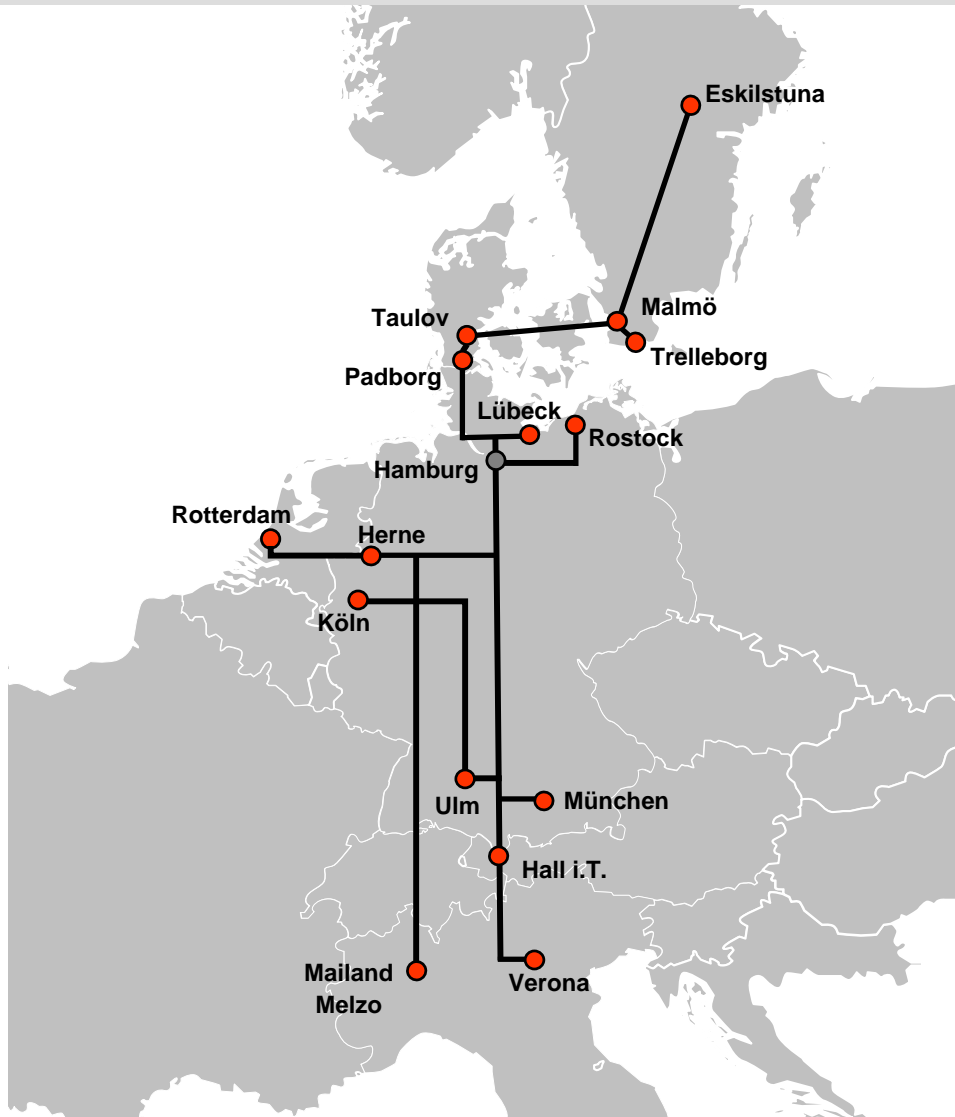 Eskilstuna
Malmö
Taulov
Trelleborg
Padborg
Lübeck
Rostock
Hamburg
Rotterdam
Herne
Köln
Ulm
München
Hall i.T.
Mailand
Melzo
Verona